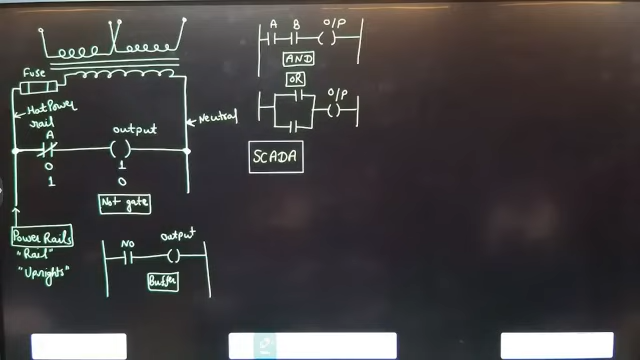 Fuse
Hot Power
rail
A
output
Neutral
0 1
1 0
Not gate
Power Rails
"Rail"
"Uprights"
NO
output
Buffer
A B O/P
AND
OR
O/P
SCADA